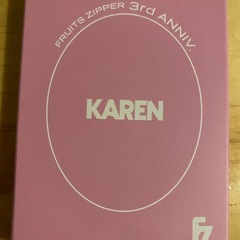 FRUITS ZIPPER 3rd ANNIV.
KAREN
FZ